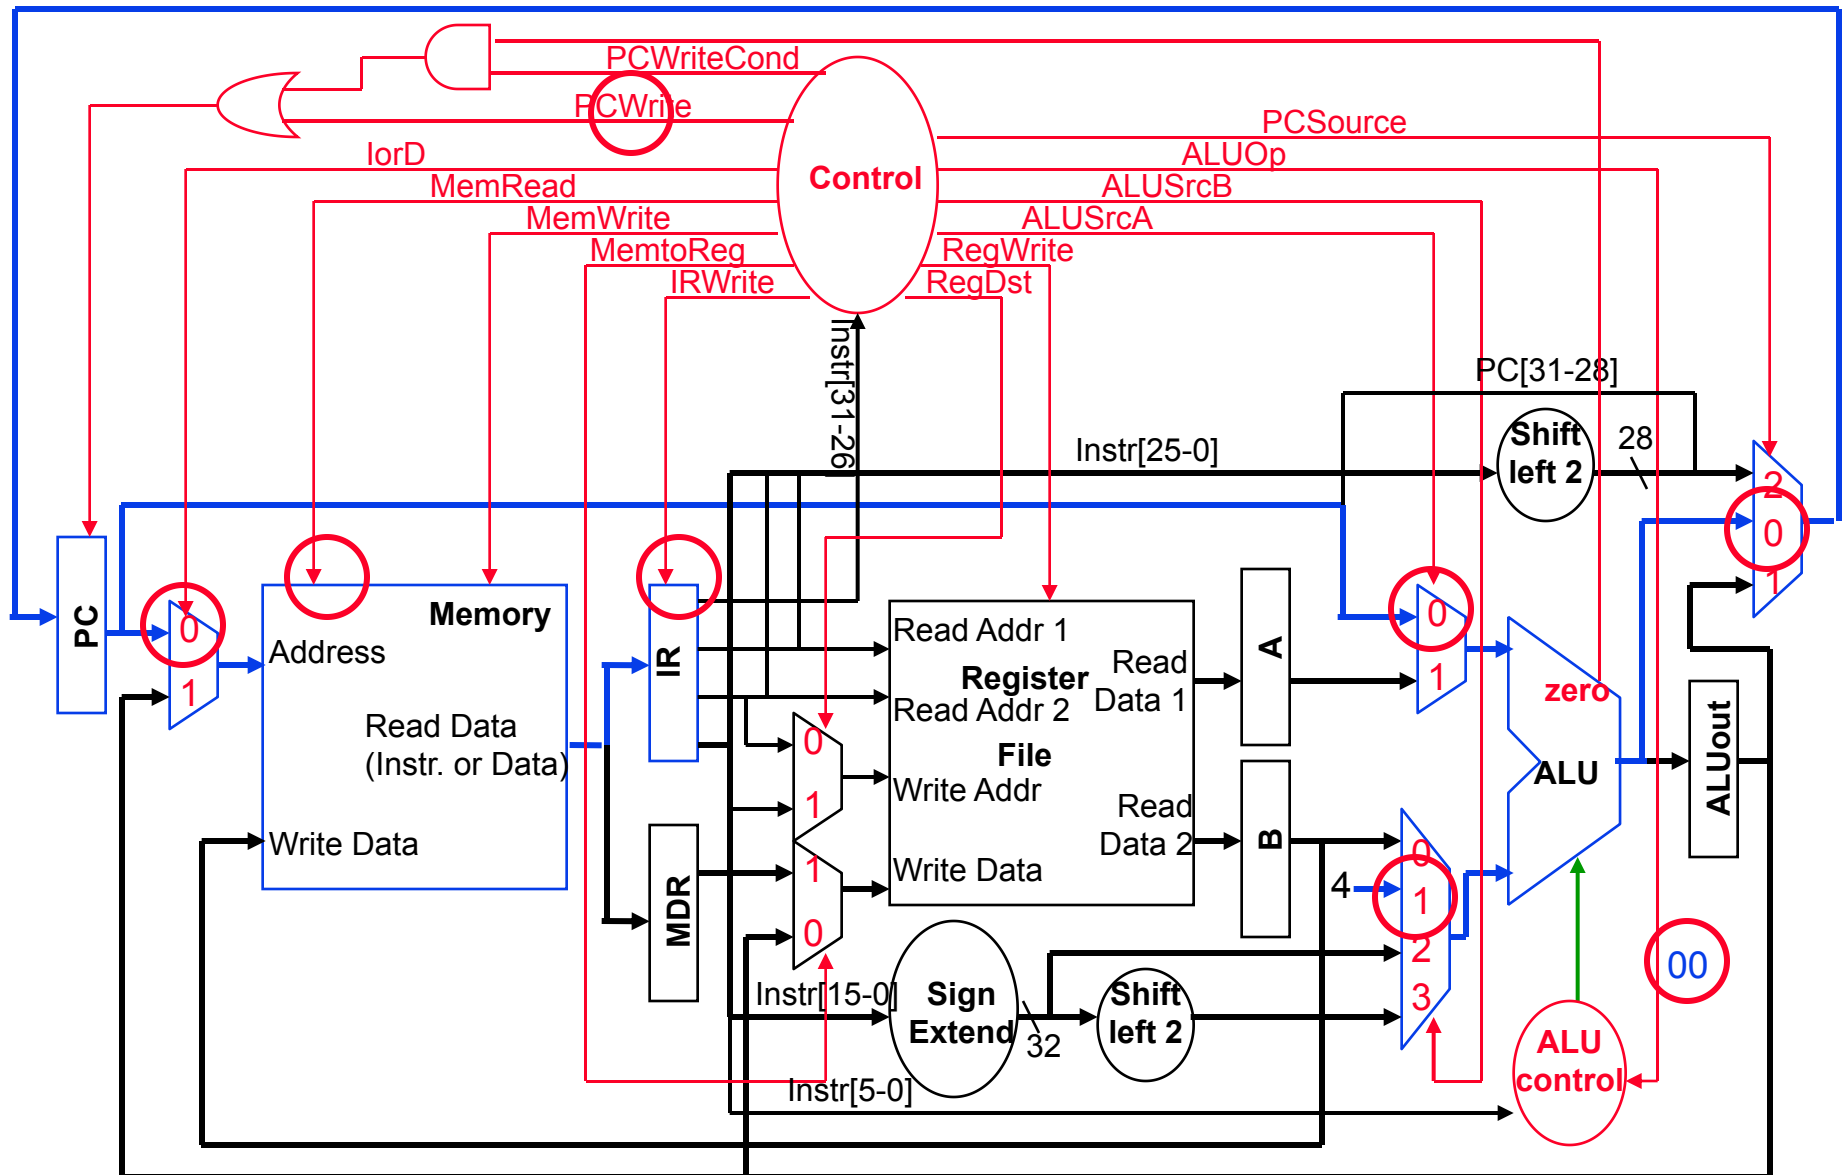 PCWriteCond
PCWrite
PCSource
IorD
ALUOp
Control
MemRead
ALUSrcB
MemWrite
ALUSrcA
MemtoReg
RegWrite
IRWrite
RegDst
Instr[31-26]
PC[31-28]
Instr[25-0]
Shift
left 2
28
2
0
1
PC
0
1
Memory
Address
Read Data
(Instr. or Data)
Write Data
IR
MDR
Read Addr 1
Register
Read Addr 2
File
Write Addr
Write Data
Read
Data 1
Read
Data 2
0
1
1
0
A
B
0
1
zero
ALU
ALUout
4
0
1
2
3
00
Instr[15-0]
Sign
Extend
32
Shift
left 2
ALU
control
Instr[5-0]